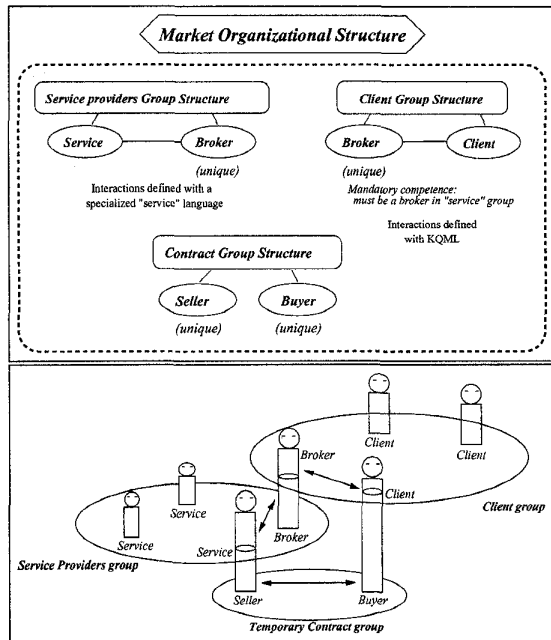 Market Organizational Structure
Service providers Group Structure
Service
Broker
(unique)
Interactions defined with a
specialized "service" language
Client Group Structure
Broker
Client
(unique)
Mandatory competence:
must be a broker in "service" group
Interactions defined
with KQML
Contract Group Structure
Seller
Buyer
(unique)
(unique)
Client
Client
Broker
Client
Client group
Service
Service
Broker
Service
Service Providers group
Seller
Buyer
Temporary Contract group